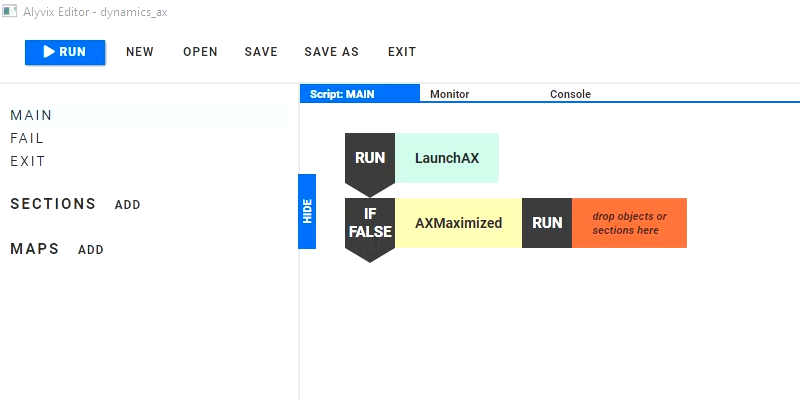 Alyvix Editor - dynamics_ax
RUN NEW OPEN SAVE SAVE AS EXIT
Script: MAIN Monitor Console
MAIN
FAIL
EXIT
SECTIONS ADD
MAPS ADD
HIDE
RUN LaunchAX
IF FALSE AXMaximized RUN drop objects or
sections here